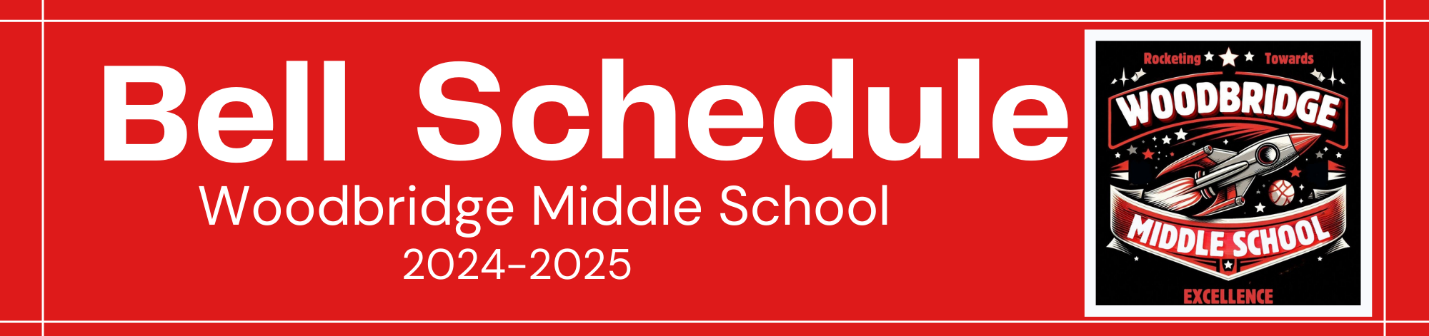 Bell Schedule
Woodbridge Middle School
2024-2025
Rocketing Towards
WOODBRIDGE
MIDDLE SCHOOL
EXCELLENCE